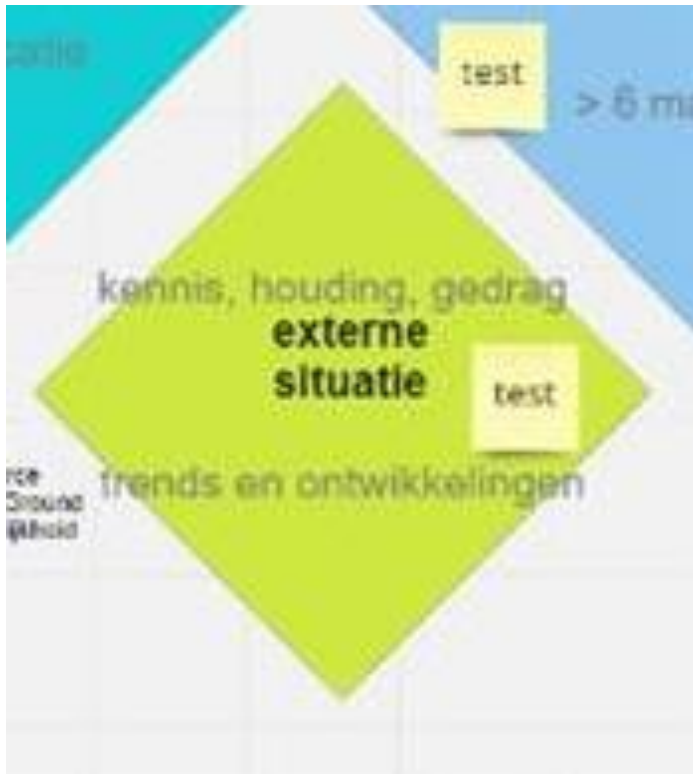 test
> 6
kennis, houding, gedrag
externe
situatie
test
trends en ontwikkelingen